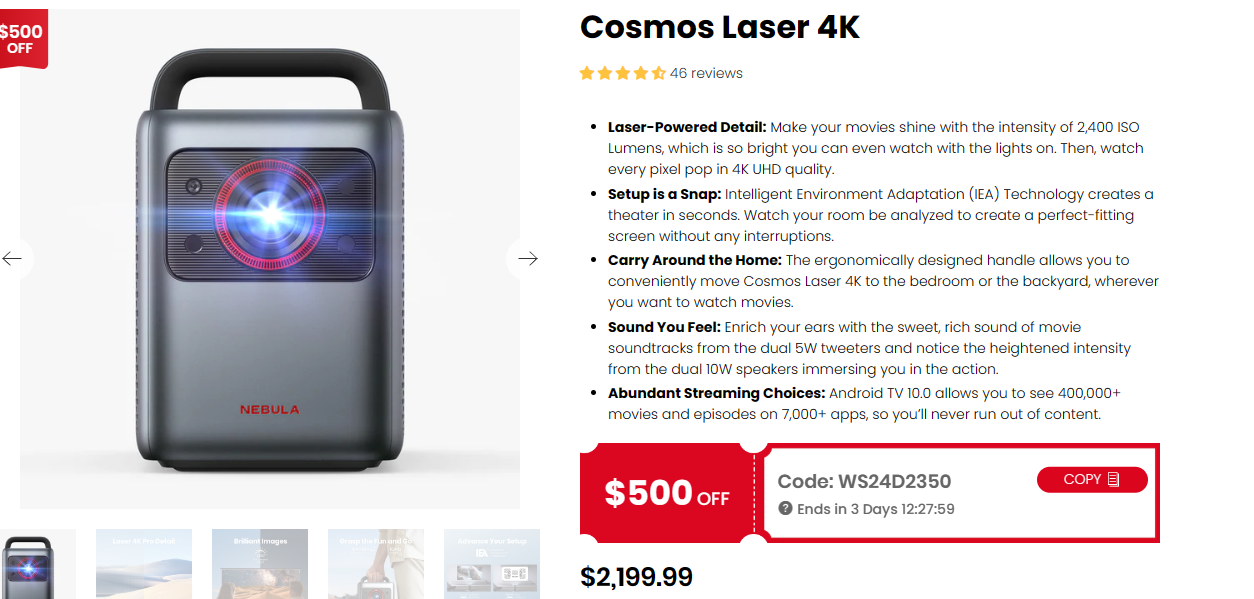 $500
OFF
NEBULA
Laser 4K Pro Detail
Brilliant Images
Advance Your Setup
IEA
Cosmos Laser 4K
46 reviews
Laser-Powered Detail: Make your movies shine with the intensity of 2,400 ISO
Lumens, which is so bright you can even watch with the lights on. Then, watch
every pixel pop in 4K UHD quality.
Setup is a Snap: Intelligent Environment Adaptation (IEA) Technology creates a
theater in seconds. Watch your room be analyzed to create a perfect-fitting
screen without any interruptions.
Carry Around the Home: The ergonomically designed handle allows you to
conveniently move Cosmos Laser 4K to the bedroom or the backyard, wherever
you want to watch movies.
Sound You Feel: Enrich your ears with the sweet, rich sound of movie
soundtracks from the dual 5W tweeters and notice the heightened intensity
from the dual 10W speakers immersing you in the action.
Abundant Streaming Choices: Android TV 10.0 allows you to see 400,000+
movies and episodes on 7,000+ apps, so you’ll never run out of content.
$500 OFF
Code: WS24D2350
COPY
Ends in 3 Days 12:27:59
$2,199.99